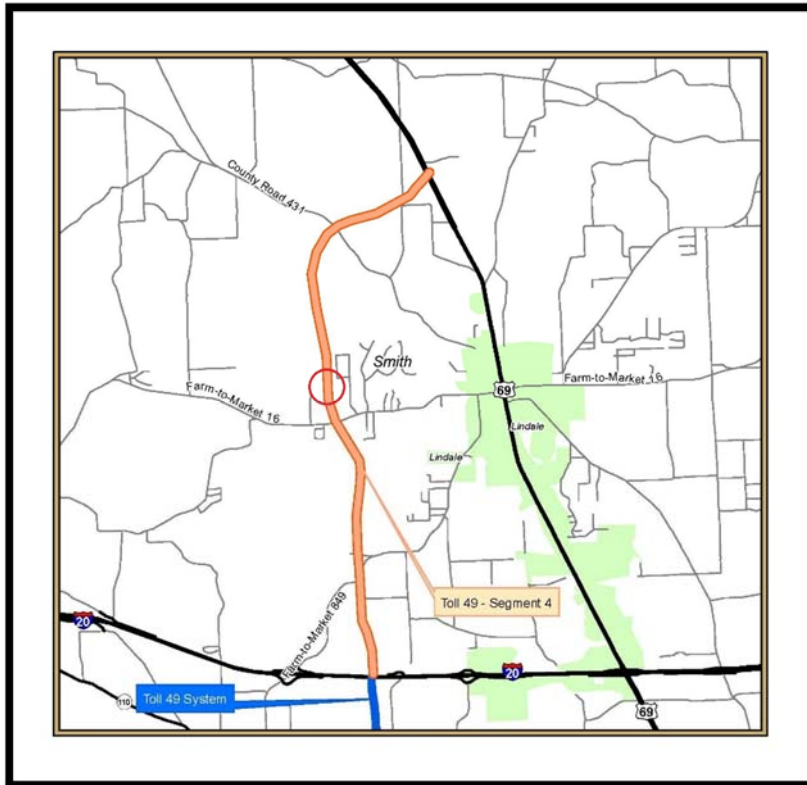 County Road 431
Smith
Farm-to-Market 16
Farm-to-Market 16
69
Lindale
Lindale
Toll 49 - Segment 4
Farm-to-Market 849
20
20
Toll 49 System
110
69